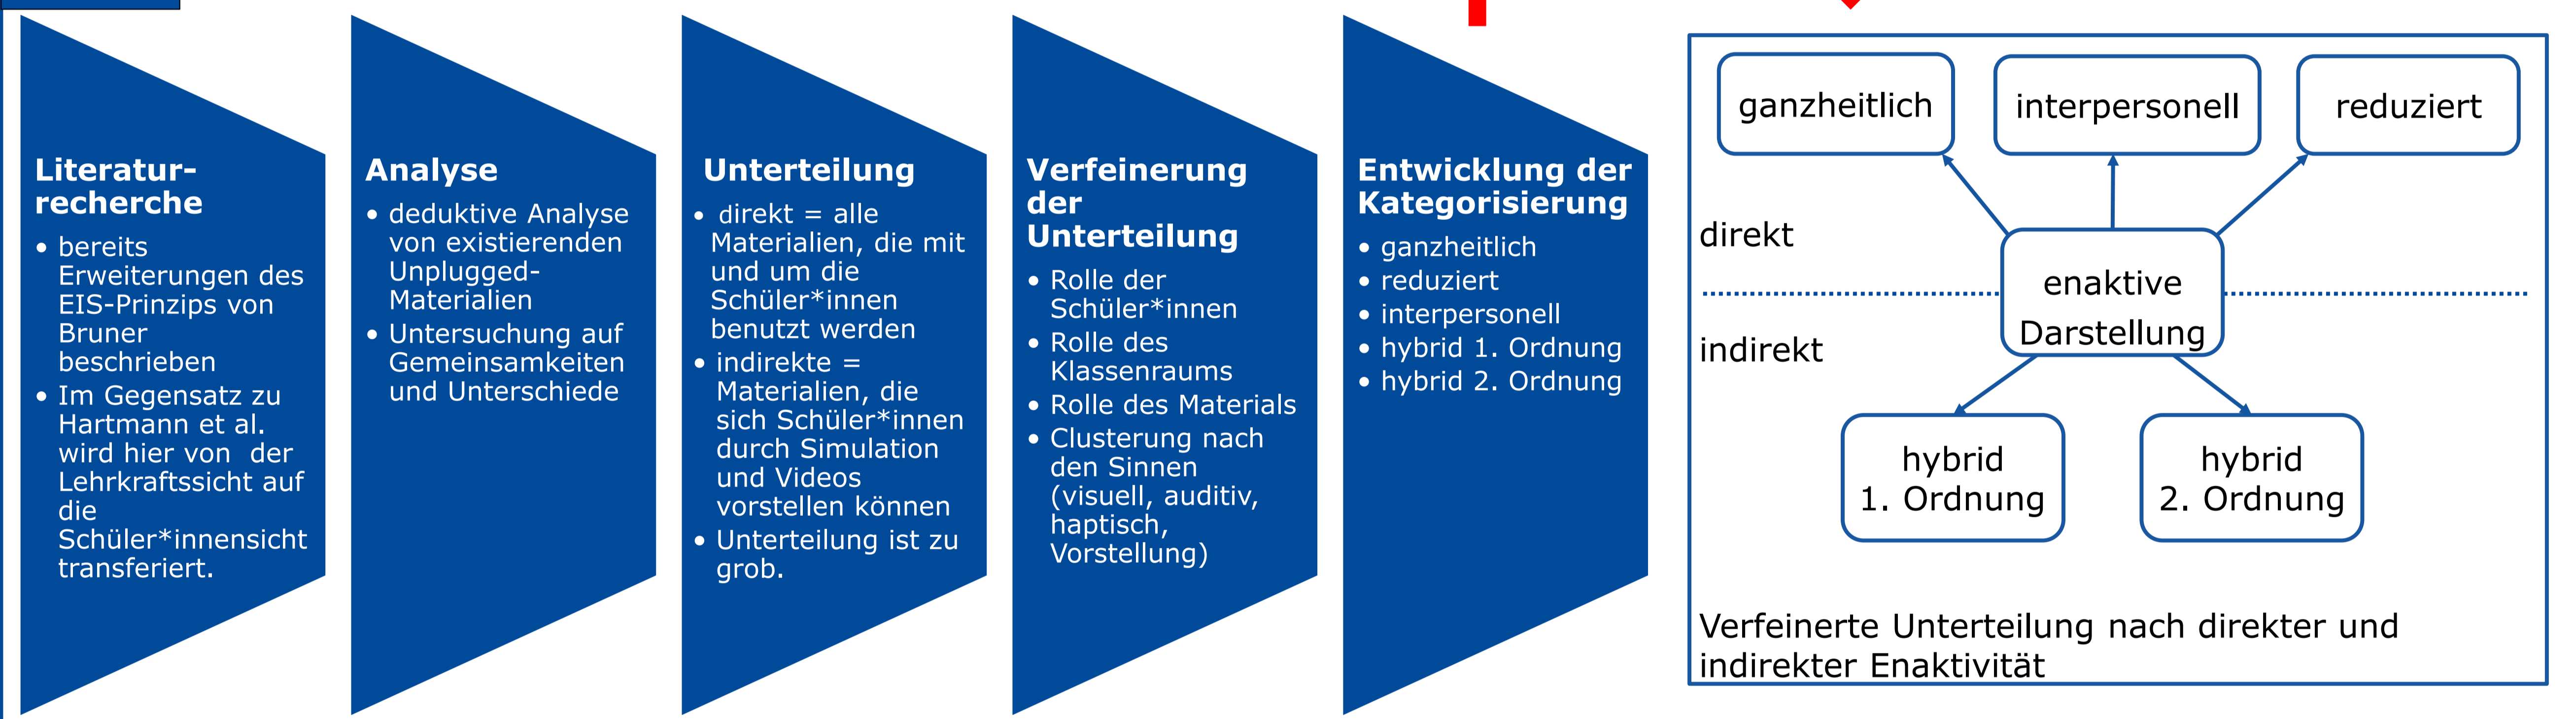 Literatur-
recherche
• bereits
Erweiterungen des
EIS-Prinzips von
Bruner
beschrieben
• Im Gegensatz zu
Hartmann et al.
wird hier von der
Lehrkraftssicht auf
die
Schüler*innensicht
transferiert.
Analyse
• deduktive Analyse
von existierenden
Unplugged-
Materialien
• Untersuchung auf
Gemeinsamkeiten
und Unterschiede
Unterteilung
• direkt = alle
Materialien, die mit
und um die
Schüler*innen
benutzt werden
• indirekte =
Materialien, die
sich Schüler*innen
durch Simulation
und Videos
vorstellen können
• Unterteilung ist zu
grob.
Verfeinerung
der
Unterteilung
• Rolle der
Schüler*innen
• Rolle des
Klassenraums
• Rolle des Materials
• Clusterung nach
den Sinnen
(visuell, auditiv,
haptisch,
Vorstellung)
Entwicklung der
Kategorisierung
• ganzheitlich
• reduziert
• interpersonell
• hybrid 1. Ordnung
• hybrid 2. Ordnung
ganzheitlich
interpersonell
reduziert
direkt
enaktive
Darstellung
indirekt
hybrid
1. Ordnung
hybrid
2. Ordnung
Verfeinerte Unterteilung nach direkter und
indirekter Enaktivität